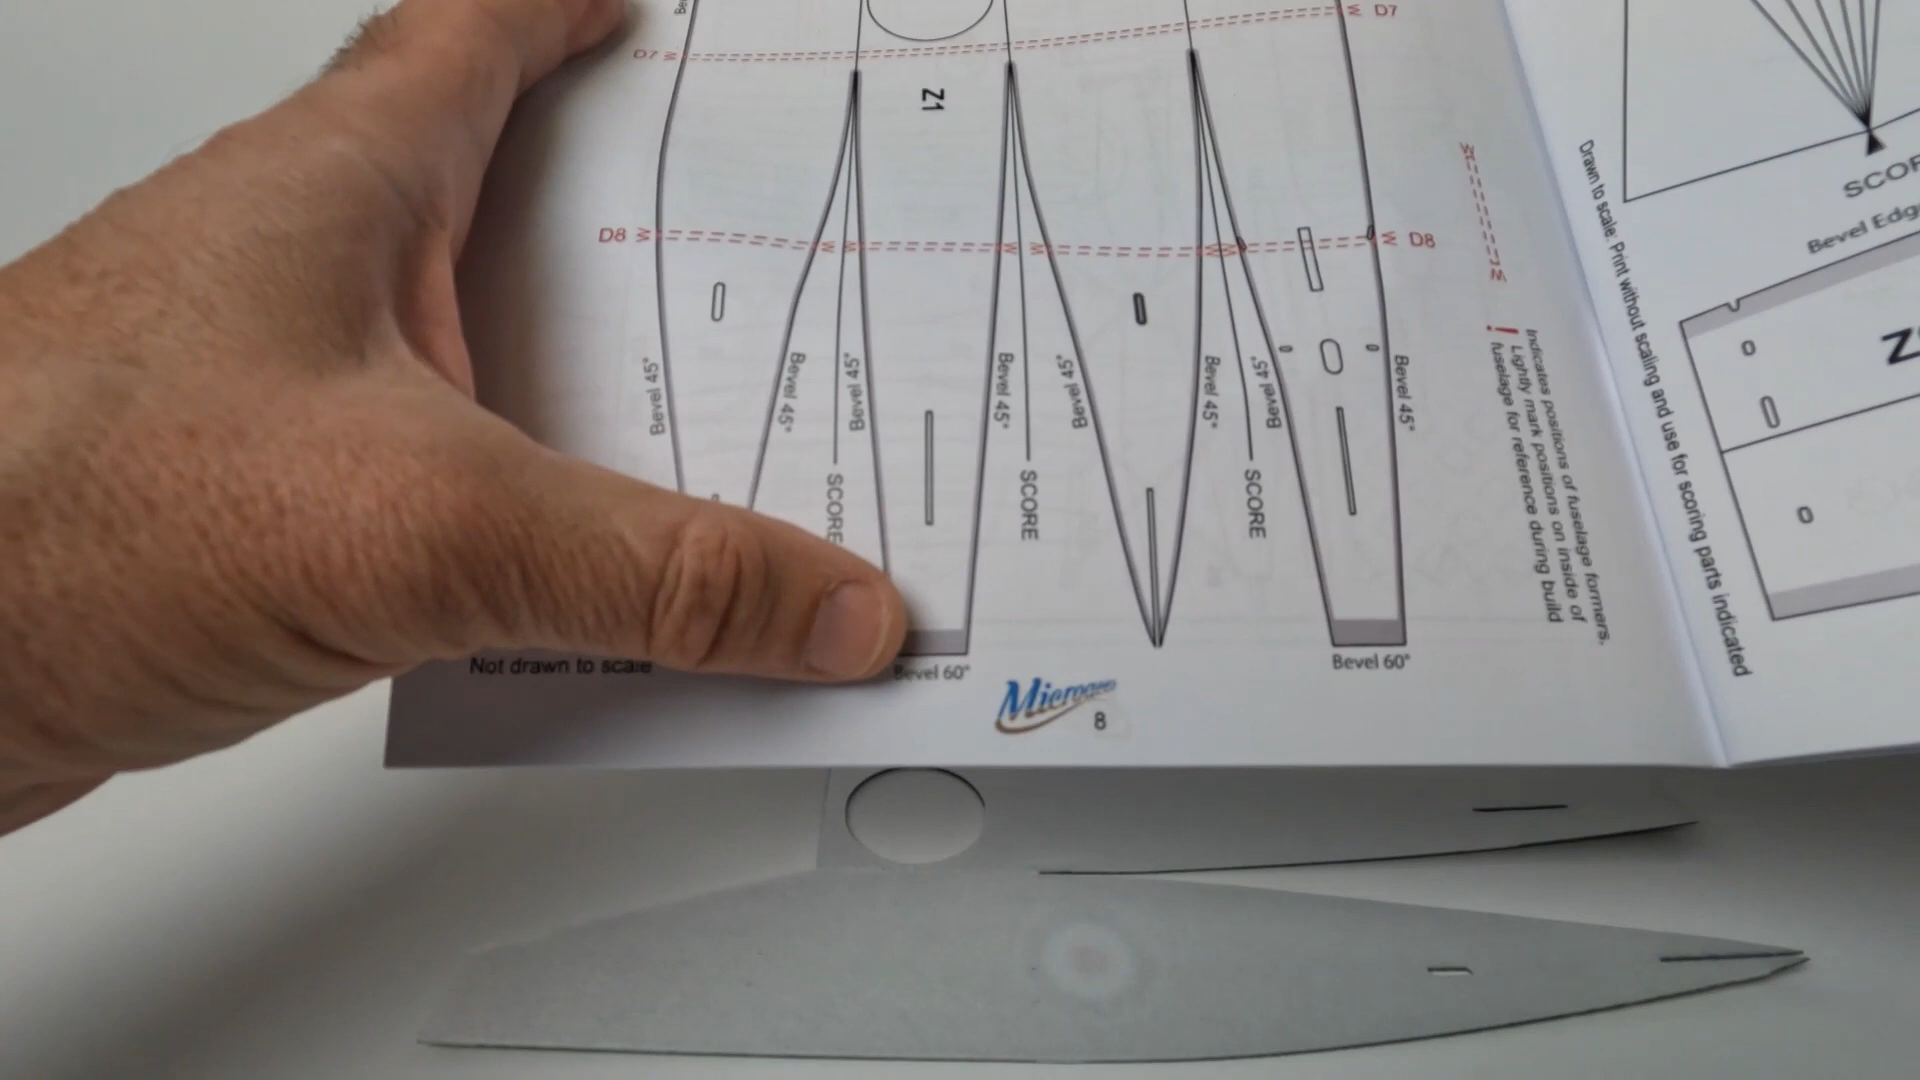 D7
D7
Z1
D8
D8
Bevel 45°
Bevel 45°
Bevel 45°
Bevel 45°
Bevel 45°
Bevel 45°
Bevel 45°
Bevel 45°
SCORE
SCORE
SCORE
Bevel 60°
Bevel 60°
Not drawn to scale
8
!
Indicates positions of fuselage formers.
Lightly mark positions on inside of
fuselage for reference during build
Drawn to scale: Print without scaling and use for scoring parts indicated
Bevel